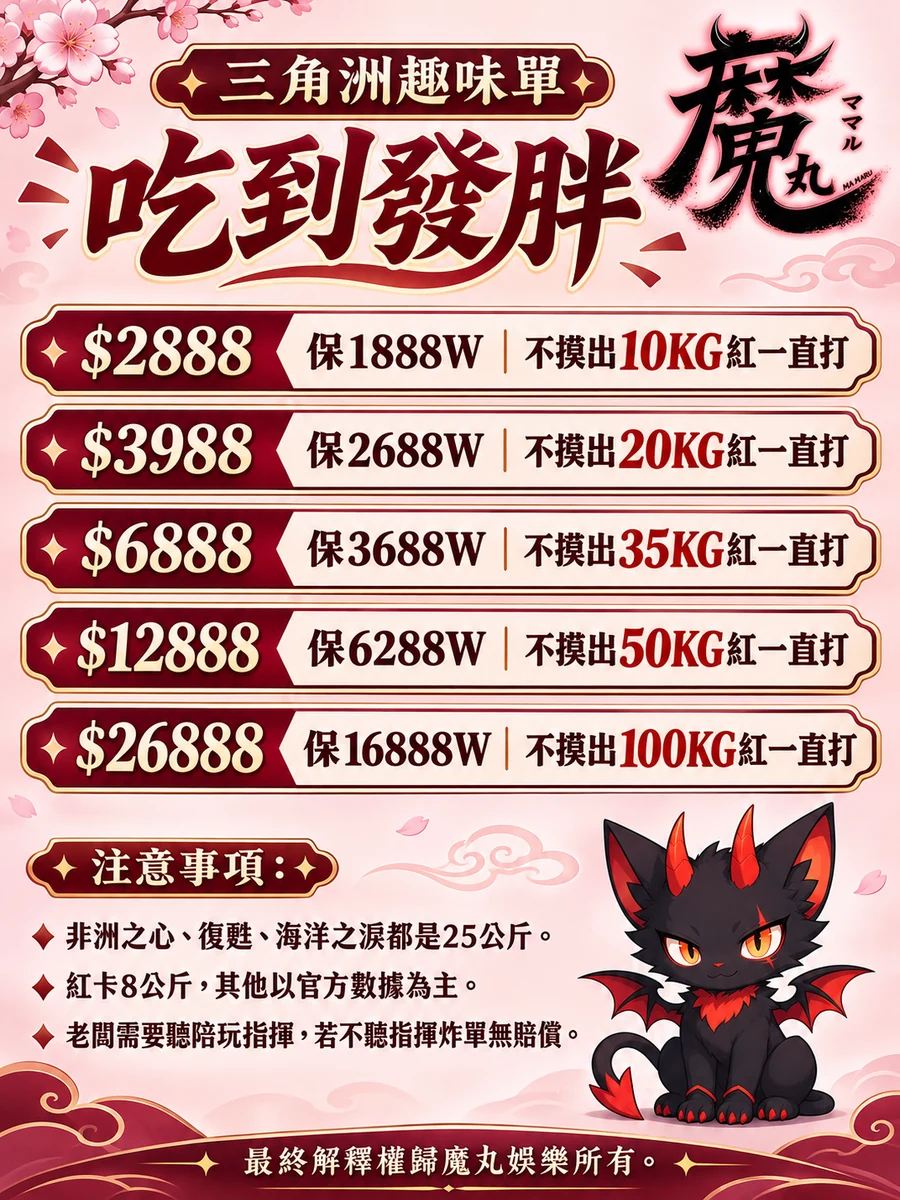 三角洲趣味單
吃到發胖
魔丸
ママル
MA MARU
$2888 保1888W 不摸出10KG紅一直打
$3988 保2688W 不摸出20KG紅一直打
$6888 保3688W 不摸出35KG紅一直打
$12888 保6288W 不摸出50KG紅一直打
$26888 保16888W 不摸出100KG紅一直打
注意事項：
非洲之心、復甦、海洋之淚都是25公斤。
紅卡8公斤，其他以官方數據為主。
老闆需要聽陪玩指揮，若不聽指揮炸單無賠償。
最終解釋權歸魔丸娛樂所有。